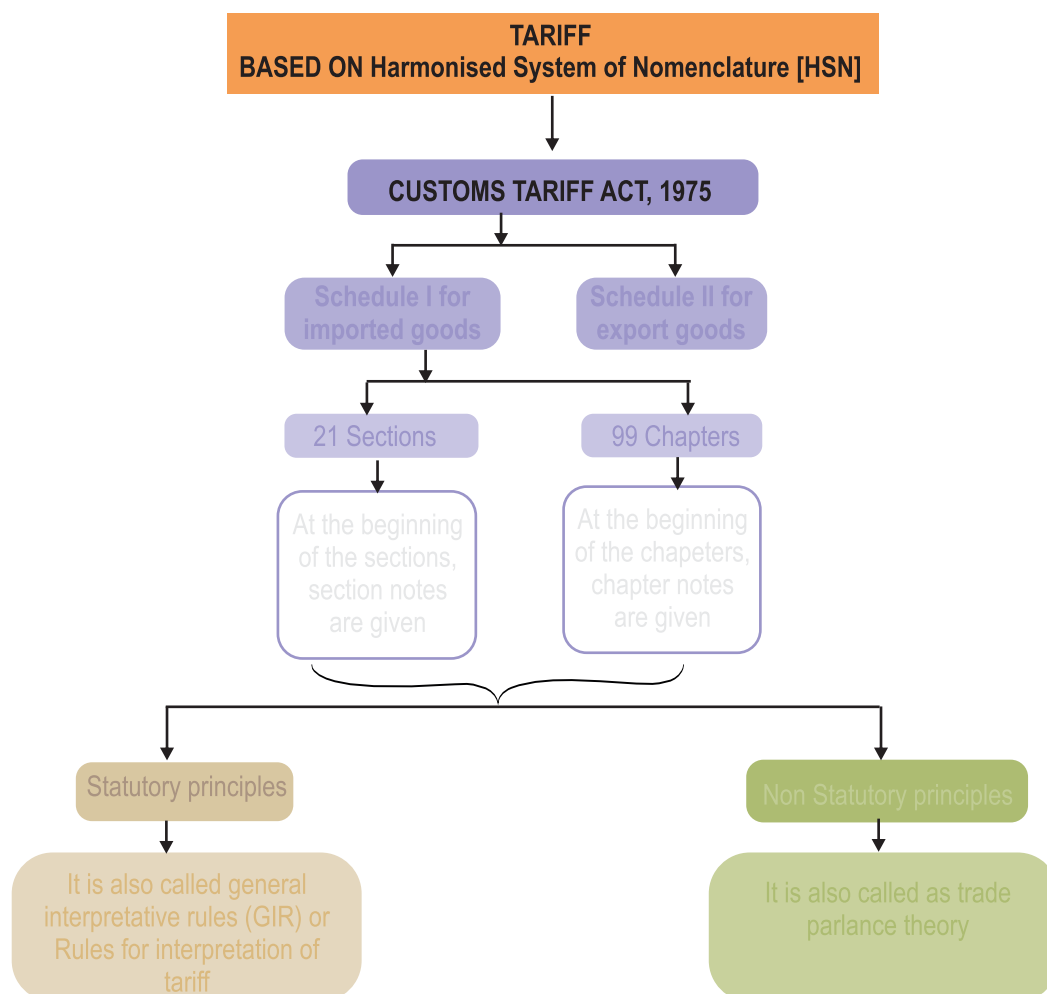 TARIFF
BASED ON Harmonised System of Nomenclature [HSN]
CUSTOMS TARIFF ACT, 1975
Schedule I for
imported goods
Schedule II for
export goods
21 Sections
99 Chapters
At the beginning
of the sections,
section notes
are given
At the beginning
of the chapeters,
chapter notes
are given
Statutory principles
Non Statutory principles
It is also called general
interpretative rules (GIR) or
Rules for interpretation of
tariff
It is also called as trade
parlance theory